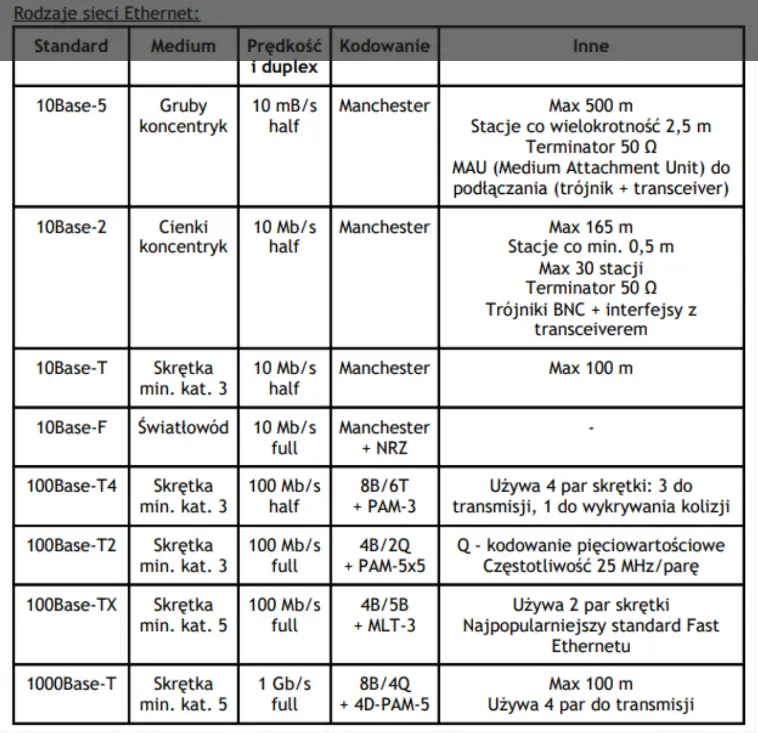 Rodzaje sieci Ethernet:
Standard Medium Prędkość Kodowanie Inne
i duplex
10Base-5 Gruby 10 mB/s Manchester Max 500 m
koncentryk half Stacje co wielokrotność 2,5 m
Terminator 50 Ω
MAU (Medium Attachment Unit) do
podłączania (trójnik + transceiver)
10Base-2 Cienki 10 Mb/s Manchester Max 165 m
koncentryk half Stacje co min. 0,5 m
Max 30 stacji
Terminator 50 Ω
Trójniki BNC + interfejsy z
transceiverem
10Base-T Skrętka 10 Mb/s Manchester Max 100 m
min. kat. 3 half
10Base-F Światłowód 10 Mb/s Manchester -
full + NRZ
100Base-T4 Skrętka 100 Mb/s 8B/6T Używa 4 par skrętki: 3 do
min. kat. 3 half + PAM-3 transmisji, 1 do wykrywania kolizji
100Base-T2 Skrętka 100 Mb/s 4B/2Q Q - kodowanie pięciowartościowe
min. kat. 3 full + PAM-5x5 Częstotliwość 25 MHz/parę
100Base-TX Skrętka 100 Mb/s 4B/5B Używa 2 par skrętki
min. kat. 5 full + MLT-3 Najpopularniejszy standard Fast
Ethernetu
1000Base-T Skrętka 1 Gb/s 8B/4Q Max 100 m
min. kat. 5 full + 4D-PAM-5 Używa 4 par do transmisji